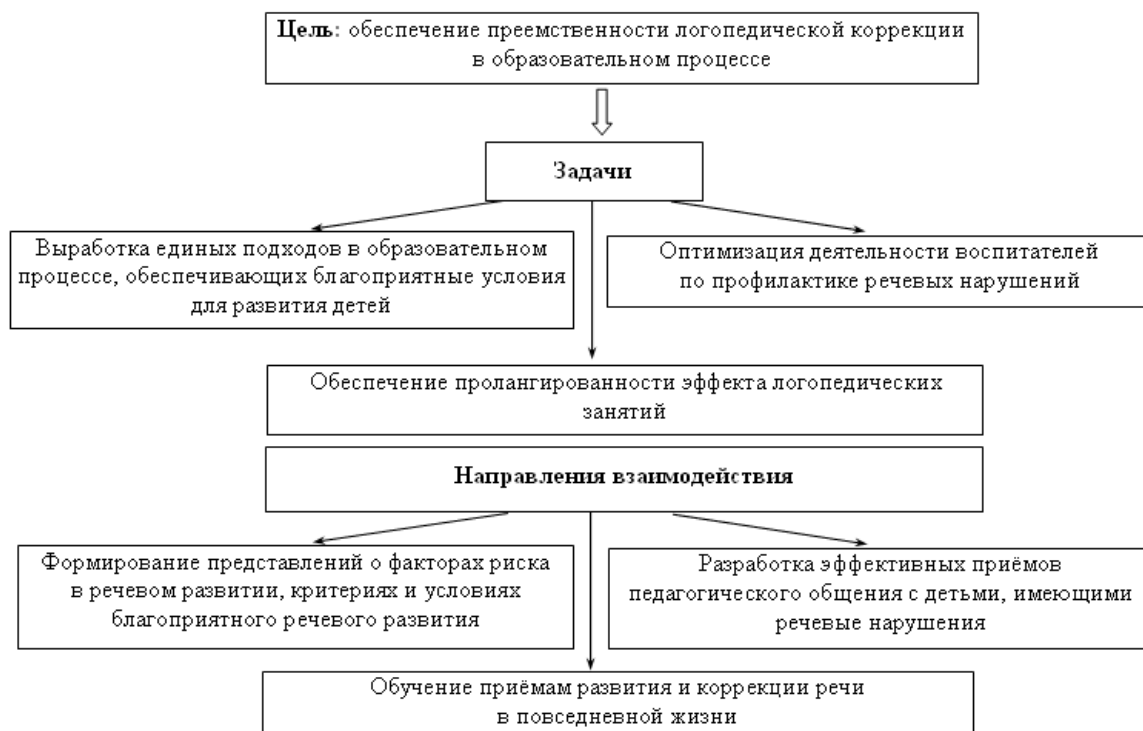 Цель: обеспечение преемственности логопедической коррекции
в образовательном процессе
Задачи
Выработка единых подходов в образовательном
процессе, обеспечивающих благоприятные условия
для развития детей
Оптимизация деятельности воспитателей
по профилактике речевых нарушений
Обеспечение пролангированности эффекта логопедических
занятий
Направления взаимодействия
Формирование представлений о факторах риска
в речевом развитии, критериях и условиях
благоприятного речевого развития
Разработка эффективных приёмов
педагогического общения с детьми, имеющими
речевые нарушения
Обучение приёмам развития и коррекции речи
в повседневной жизни